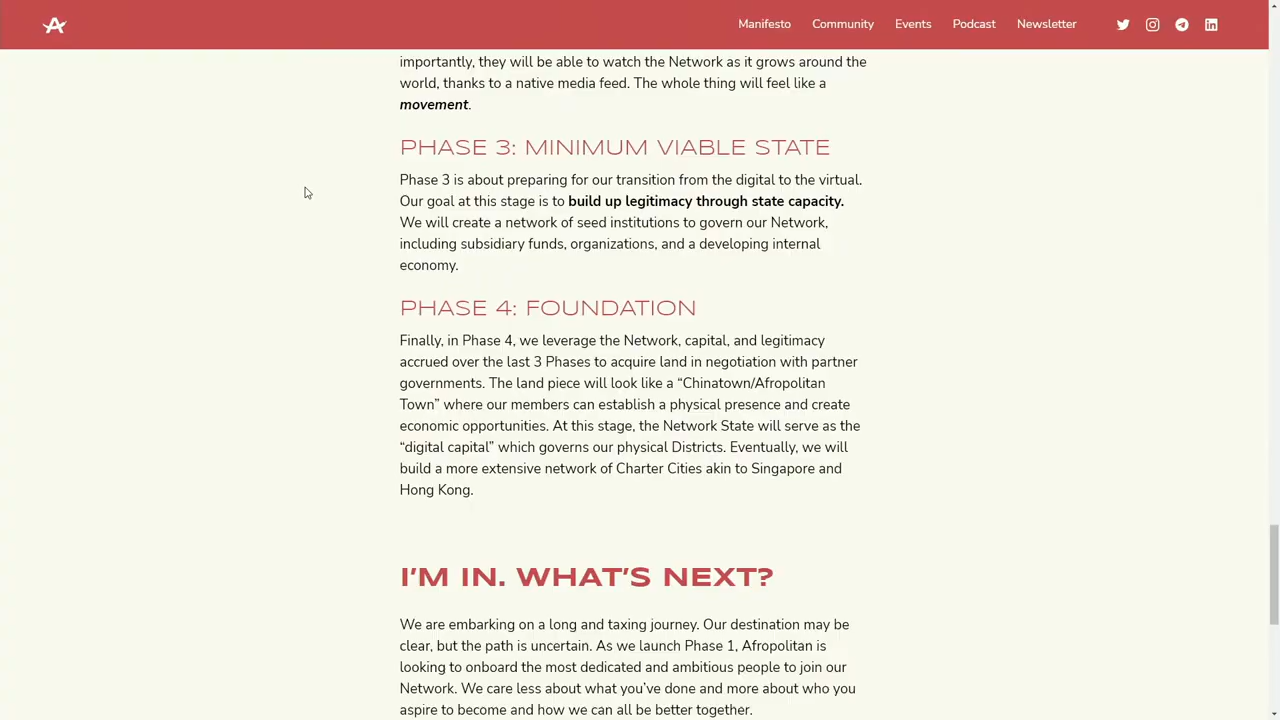 Manifesto Community Events Podcast Newsletter
importantly, they will be able to watch the Network as it grows around the
world, thanks to a native media feed. The whole thing will feel like a
movement.
PHASE 3: MINIMUM VIABLE STATE
Phase 3 is about preparing for our transition from the digital to the virtual.
Our goal at this stage is to build up legitimacy through state capacity.
We will create a network of seed institutions to govern our Network,
including subsidiary funds, organizations, and a developing internal
economy.
PHASE 4: FOUNDATION
Finally, in Phase 4, we leverage the Network, capital, and legitimacy
accrued over the last 3 Phases to acquire land in negotiation with partner
governments. The land piece will look like a “Chinatown/Afropolitan
Town” where our members can establish a physical presence and create
economic opportunities. At this stage, the Network State will serve as the
“digital capital” which governs our physical Districts. Eventually, we will
build a more extensive network of Charter Cities akin to Singapore and
Hong Kong.
I’M IN. WHAT’S NEXT?
We are embarking on a long and taxing journey. Our destination may be
clear, but the path is uncertain. As we launch Phase 1, Afropolitan is
looking to onboard the most dedicated and ambitious people to join our
Network. We care less about what you’ve done and more about who you
aspire to become and how we can all be better together.